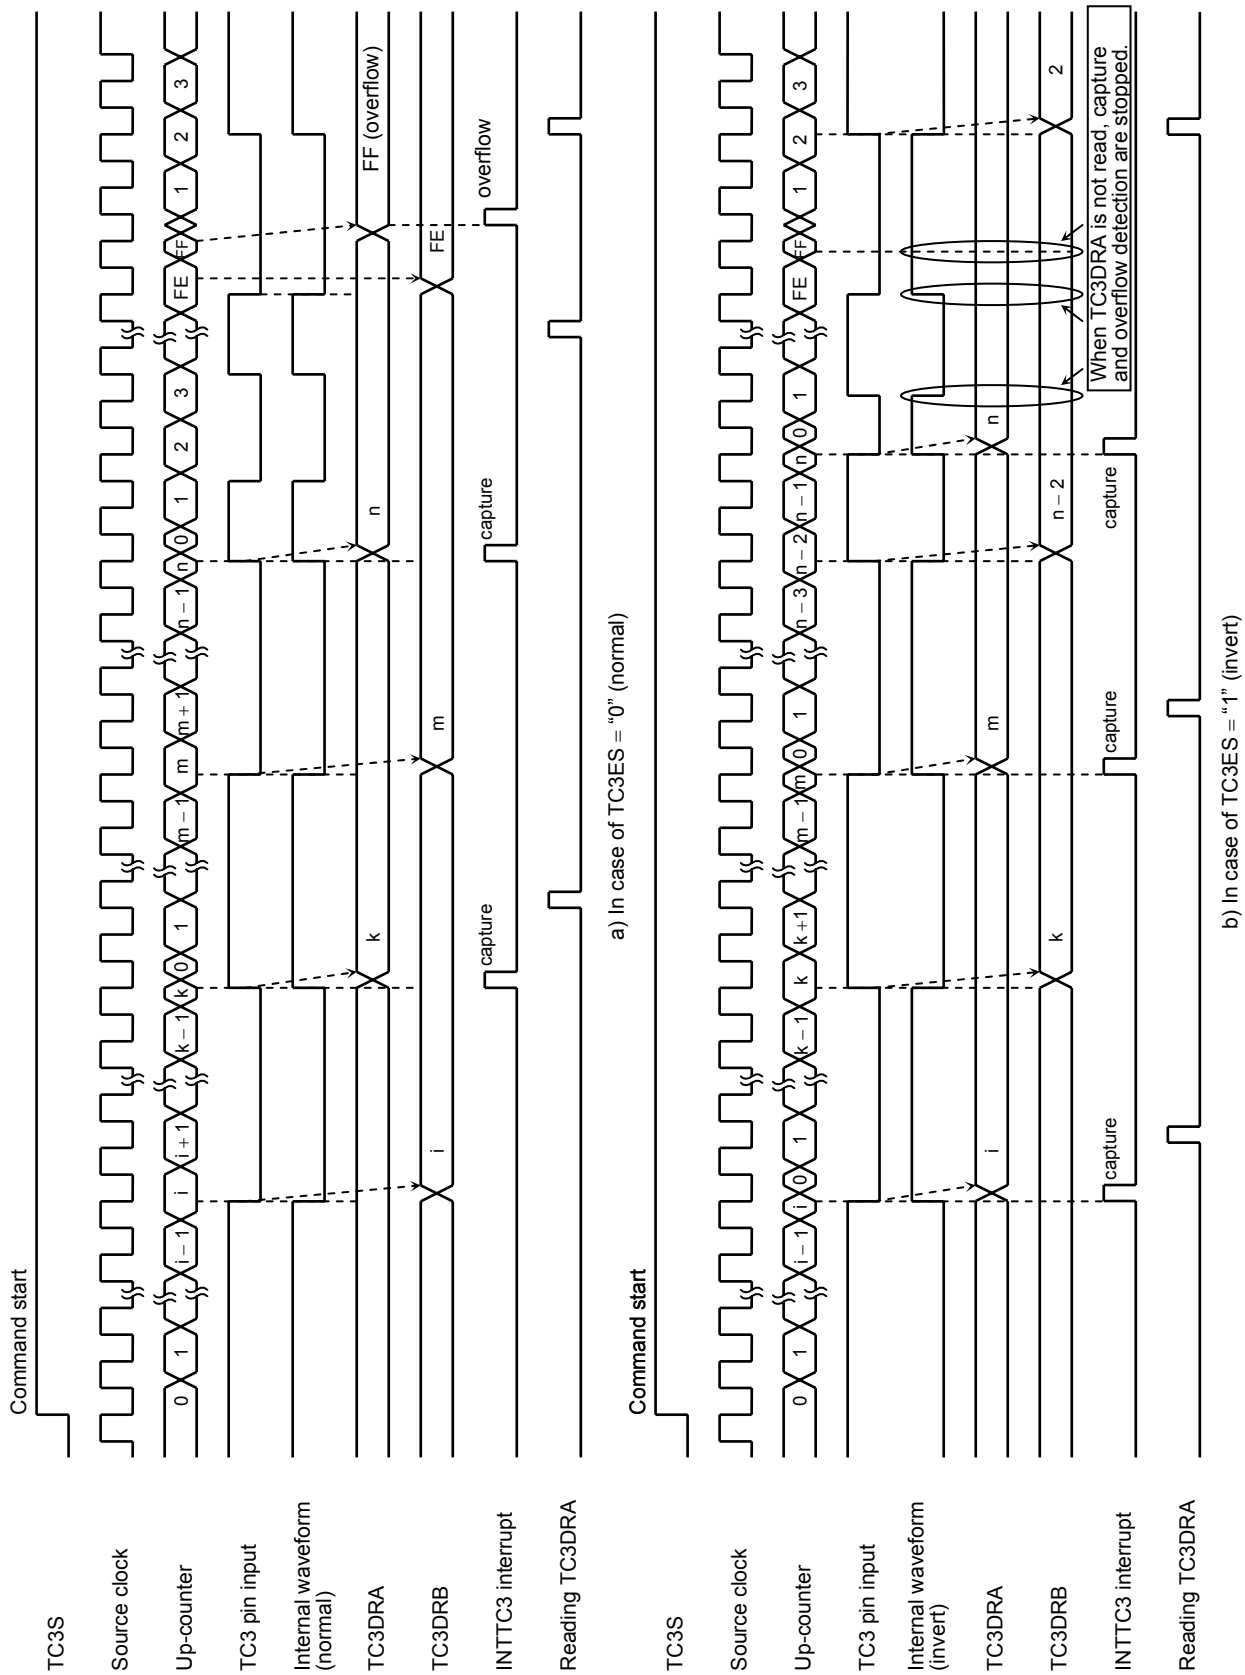 Command start
TC3S
Source clock
Up-counter 0 1 i − 1 i i + 1 k − 1 k 0 1 m − 1 m m + 1 n − 1 n 0 1 2 3 FE FF 1 2 3
TC3 pin input
Internal waveform
(normal)
TC3DRA k n FF (overflow)
TC3DRB i m FE
capture capture overflow
INTTC3 interrupt
Reading TC3DRA
a) In case of TC3ES = “0” (normal)
Command start
TC3S
Source clock
Up-counter 0 1 i − 1 i 0 1 k − 1 k k + 1 m − 1 m 0 1 n − 3 n − 2 n − 1 n 0 1 FE FF 1 2 3
TC3 pin input
Internal waveform
(invert)
TC3DRA i m n
TC3DRB k n − 2 2
When TC3DRA is not read, capture
and overflow detection are stopped.
capture capture capture
INTTC3 interrupt
Reading TC3DRA
b) In case of TC3ES = “1” (invert)